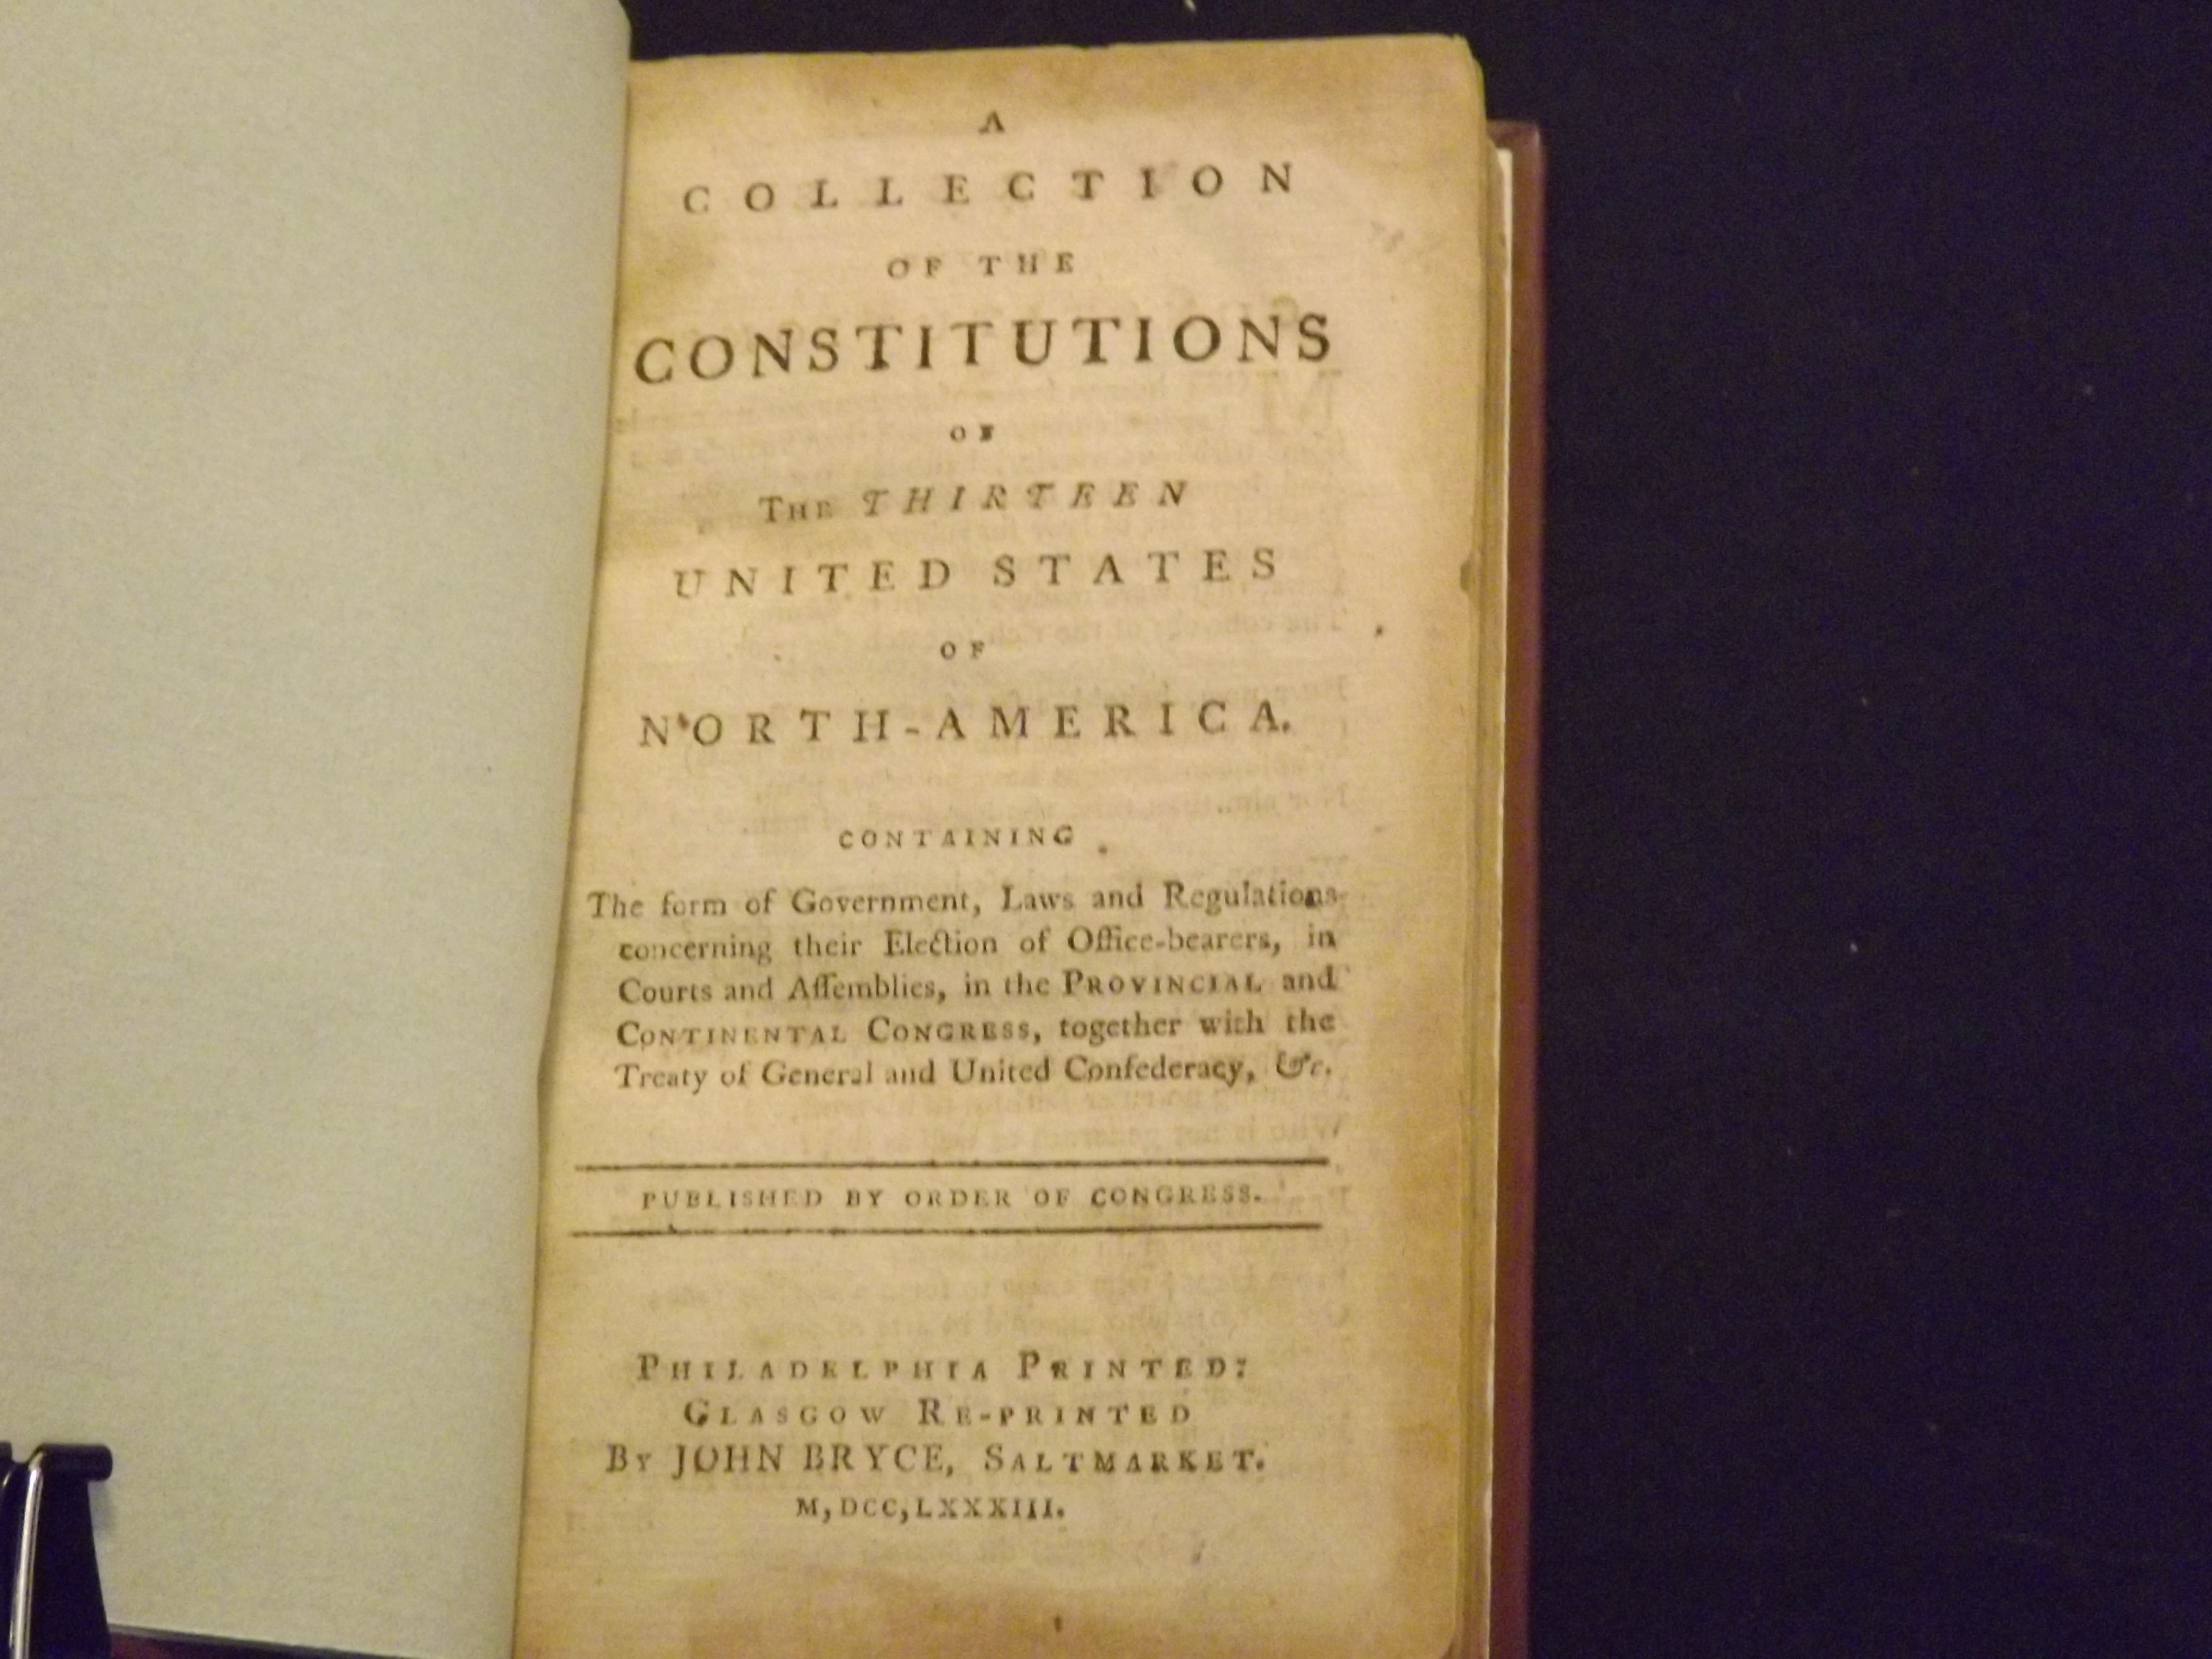 A
COLLECTION
OF THE
CONSTITUTIONS
OF
THE THIRTEEN
UNITED STATES
OF
NORTH-AMERICA.
CONTAINING
The form of Government, Laws and Regulations
concerning their Election of Office-bearers, in
Courts and Aſſemblies, in the PROVINCIAL and
CONTINENTAL CONGRESS, together with the
Treaty of General and United Confederacy, &c.
PUBLISHED BY ORDER OF CONGRESS.
PHILADELPHIA PRINTED:
GLASGOW RE-PRINTED
BY JOHN BRYCE, SALTMARKET.
M,DCC,LXXXIII.